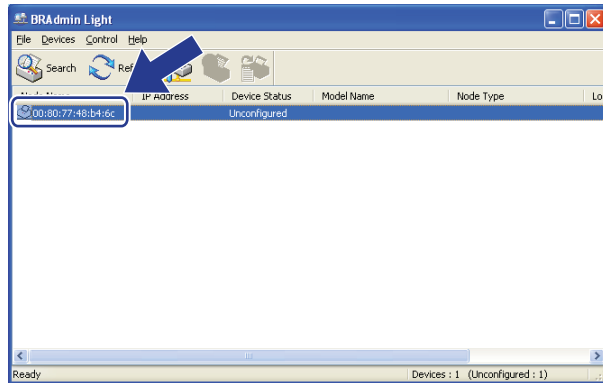 BRAdmin Light
File Devices Control Help
Search
IP Address Device Status Model Name Node Type Lo
00:80:77:48:b4:6c Unconfigured
Ready Devices : 1 (Unconfigured : 1)